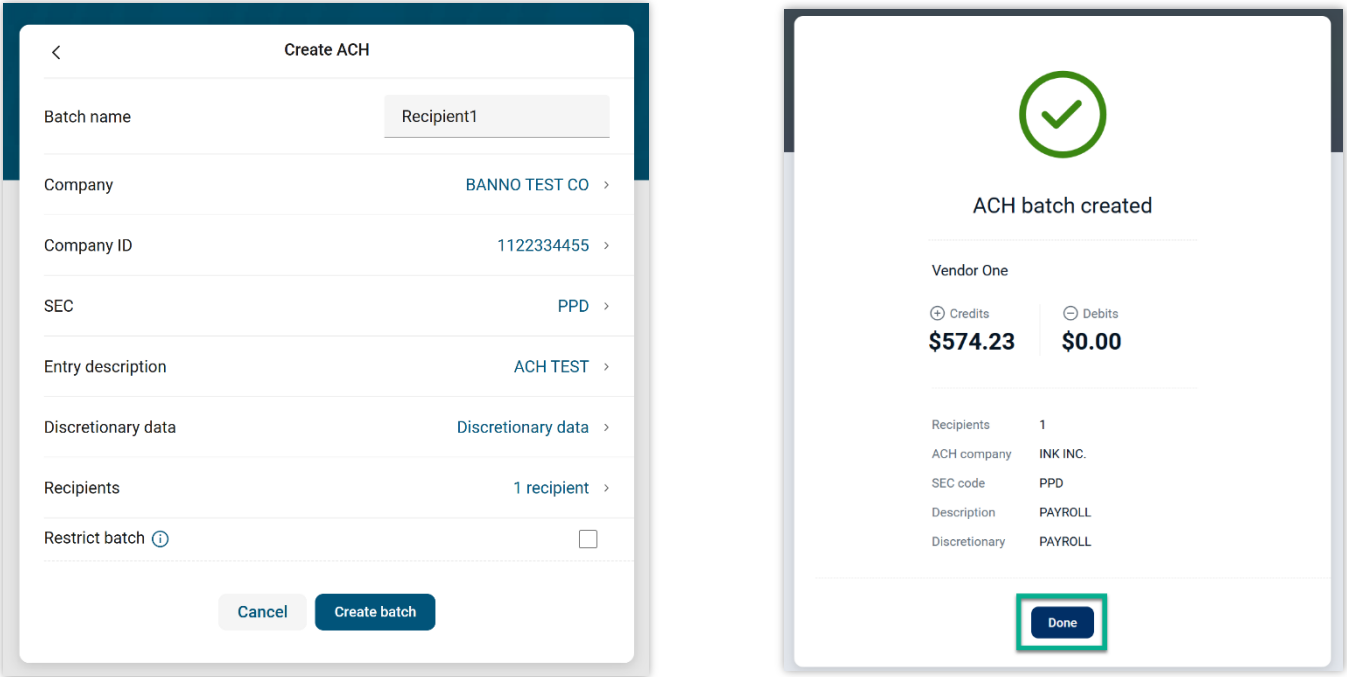 Create ACH
Batch name Recipient1
Company BANNO TEST CO
Company ID 1122334455
SEC PPD
Entry description ACH TEST
Discretionary data Discretionary data
Recipients 1 recipient
Restrict batch
Cancel Create batch
ACH batch created
Vendor One
Credits Debits
$574.23 $0.00
Recipients 1
ACH company INK INC.
SEC code PPD
Description PAYROLL
Discretionary PAYROLL
Done